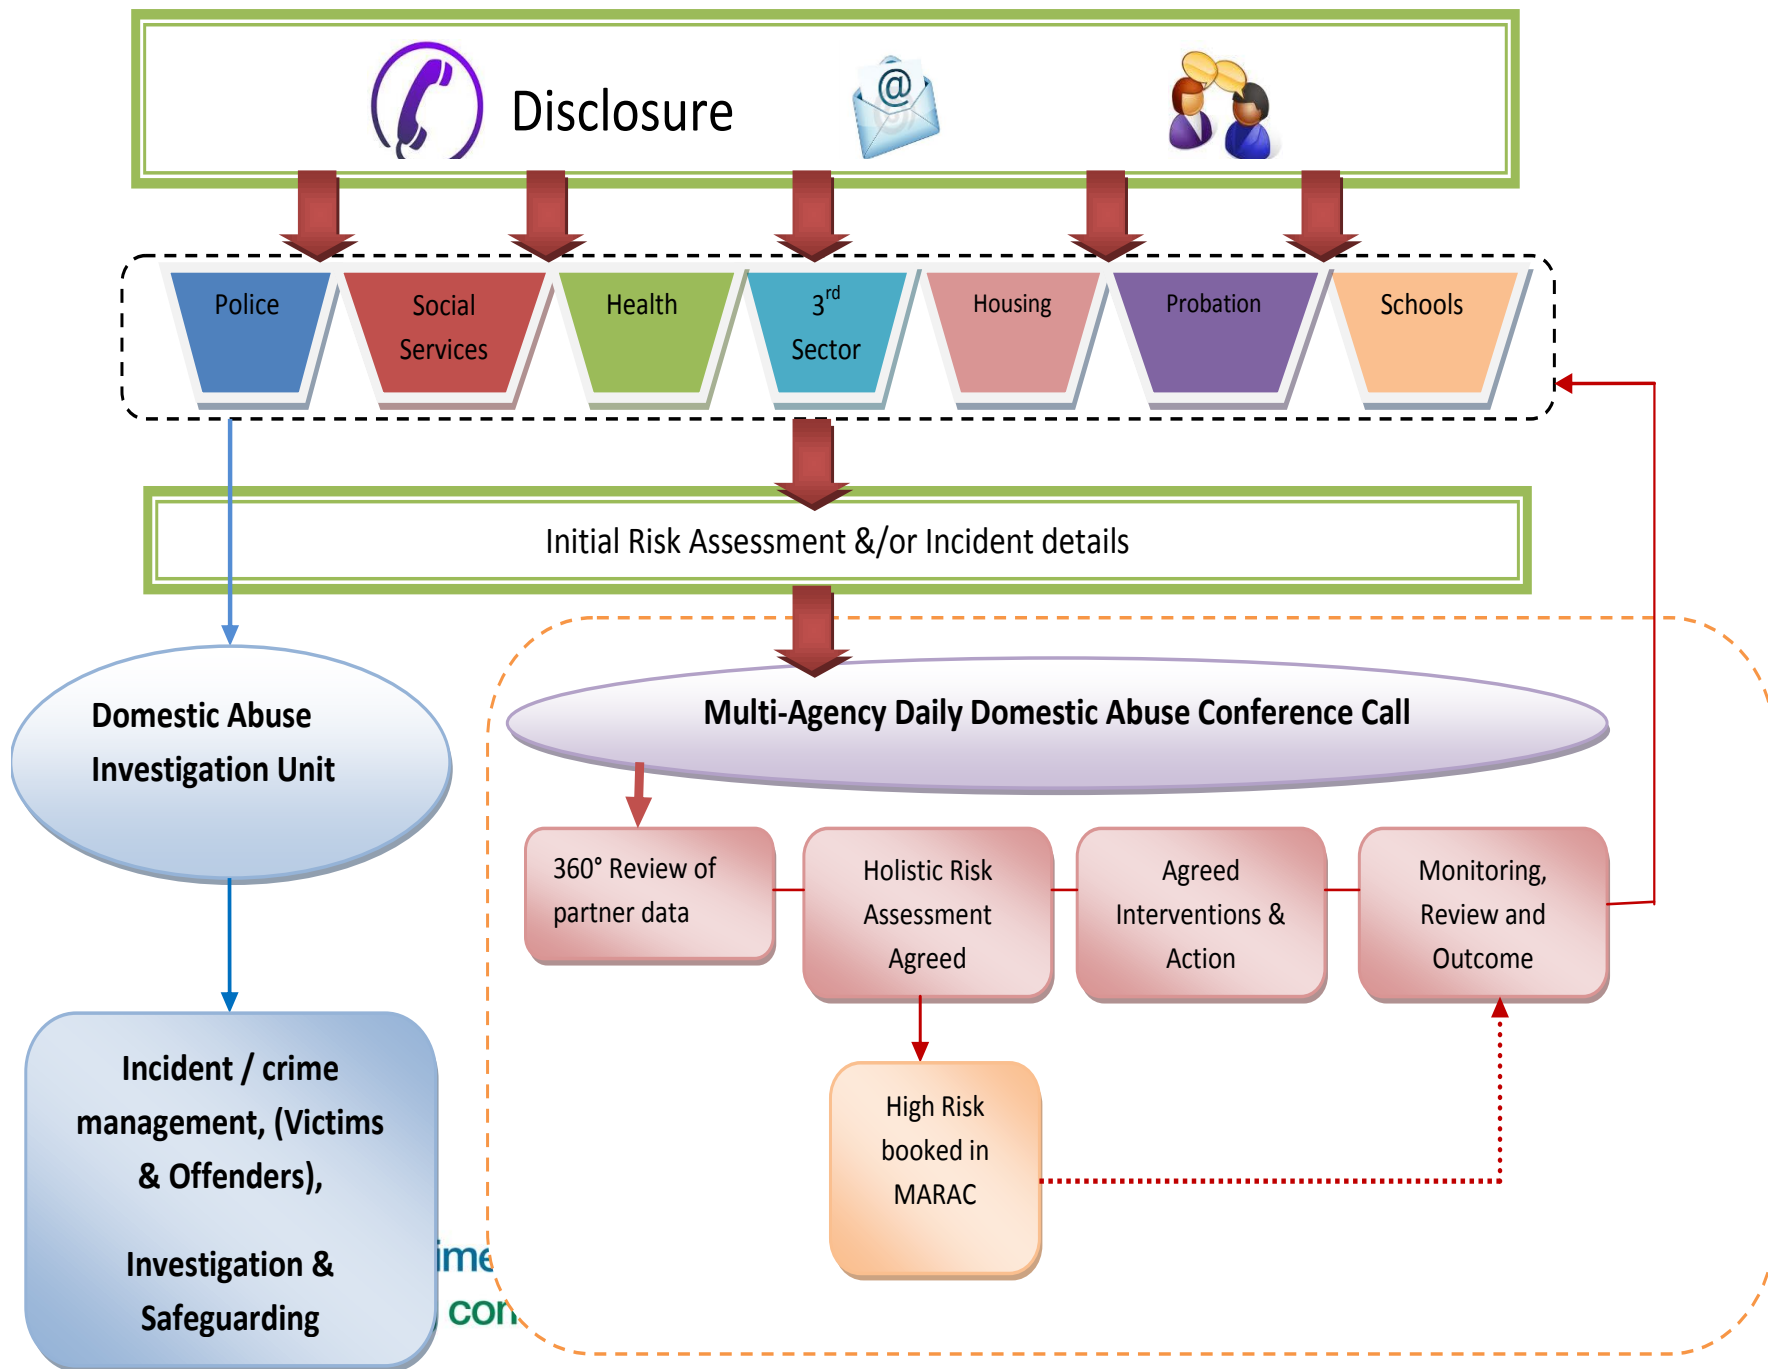 Disclosure
@
Police
Social
Services
Health
3rd
Sector
Housing
Probation
Schools
Initial Risk Assessment &/or Incident details
Domestic Abuse
Investigation Unit
Multi-Agency Daily Domestic Abuse Conference Call
360° Review of
partner data
Holistic Risk
Assessment
Agreed
Agreed
Interventions &
Action
Monitoring,
Review and
Outcome
High Risk
booked in
MARAC
Incident / crime
management, (Victims
& Offenders),
Investigation &
Safeguarding
ime
con